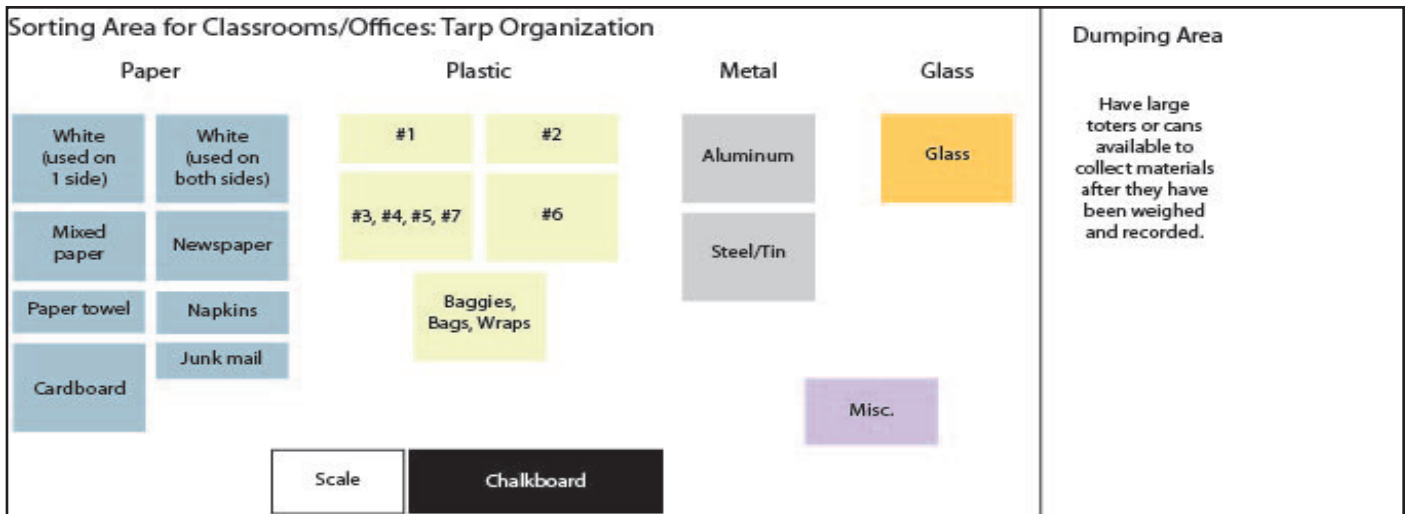 Sorting Area for Classrooms/Offices: Tarp Organization
Paper
Plastic
Metal
Glass
White
(used on
1 side)
White
(used on
both sides)
Mixed
paper
Newspaper
Paper towel
Napkins
Cardboard
Junk mail
#1
#2
#3, #4, #5, #7
#6
Baggies,
Bags, Wraps
Aluminum
Steel/Tin
Glass
Misc.
Scale
Chalkboard
Dumping Area
Have large
toters or cans
available to
collect materials
after they have
been weighed
and recorded.